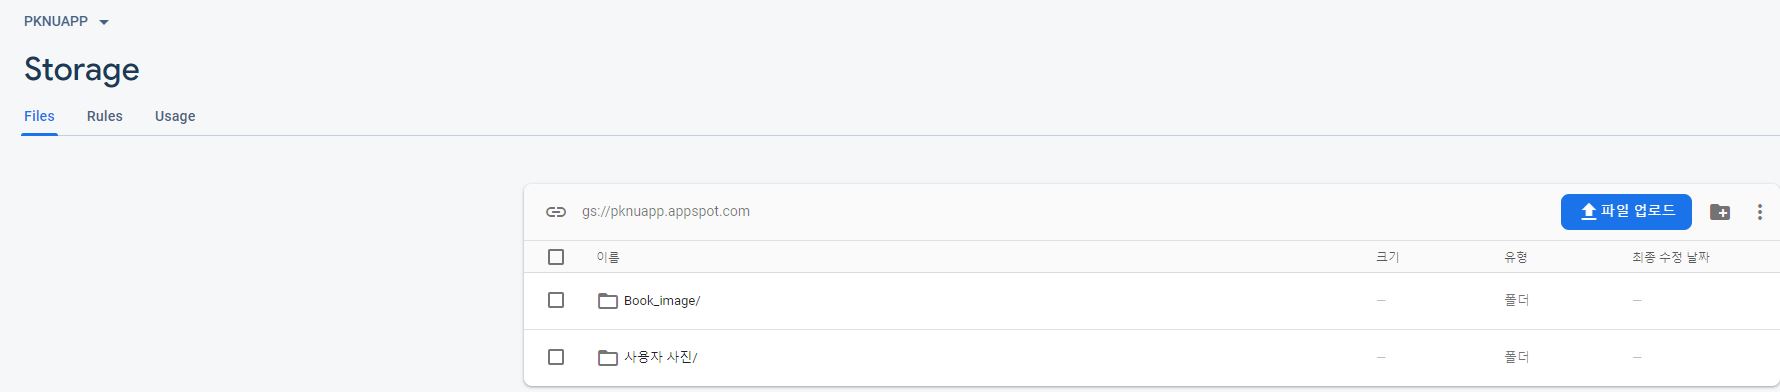 PKNUAPP
Storage
Files Rules Usage
gs://pknuapp.appspot.com 파일 업로드
이름 크기 유형 최종 수정 날짜
Book_image/ — 폴더 —
사용자 사진/ — 폴더 —